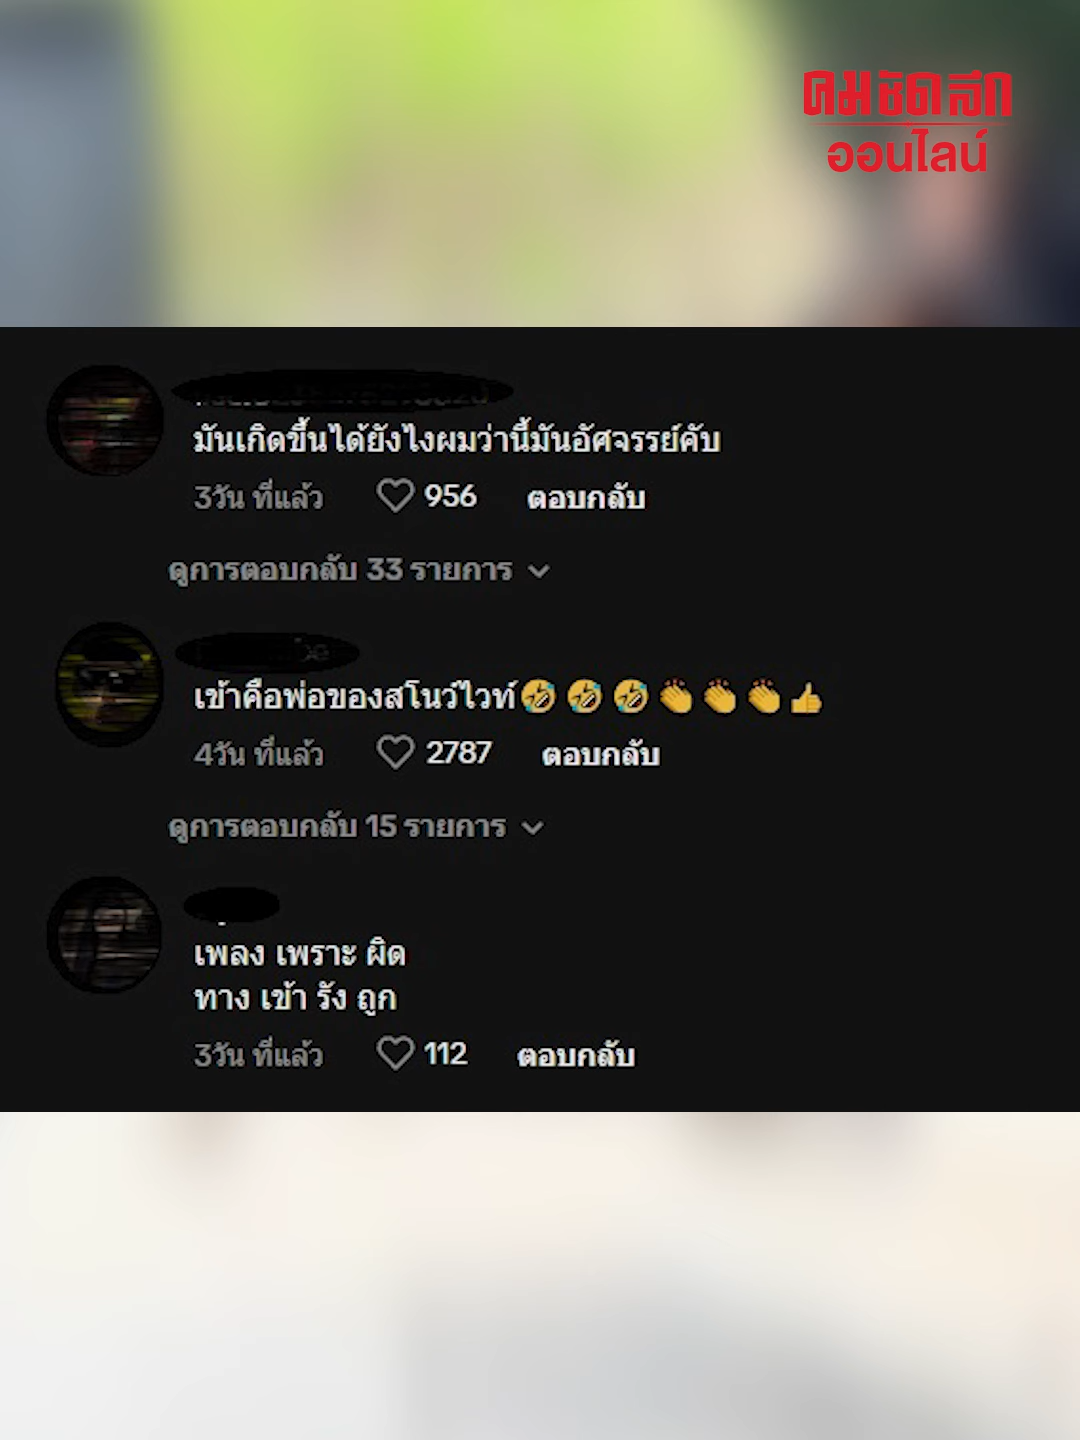 คมชัดลึก
ออนไลน์
มันเกิดขึ้นได้ยังไงผมว่านี้มันอัศจรรย์คับ
3วัน ที่แล้ว 956 ตอบกลับ
ดูการตอบกลับ 33 รายการ
เข้าคือพ่อของสโนว์ไวท์🤣🤣🤣👏👏👏👍
4วัน ที่แล้ว 2787 ตอบกลับ
ดูการตอบกลับ 15 รายการ
เพลง เพราะ ผิด
ทาง เข้า รัง ถูก
3วัน ที่แล้ว 112 ตอบกลับ